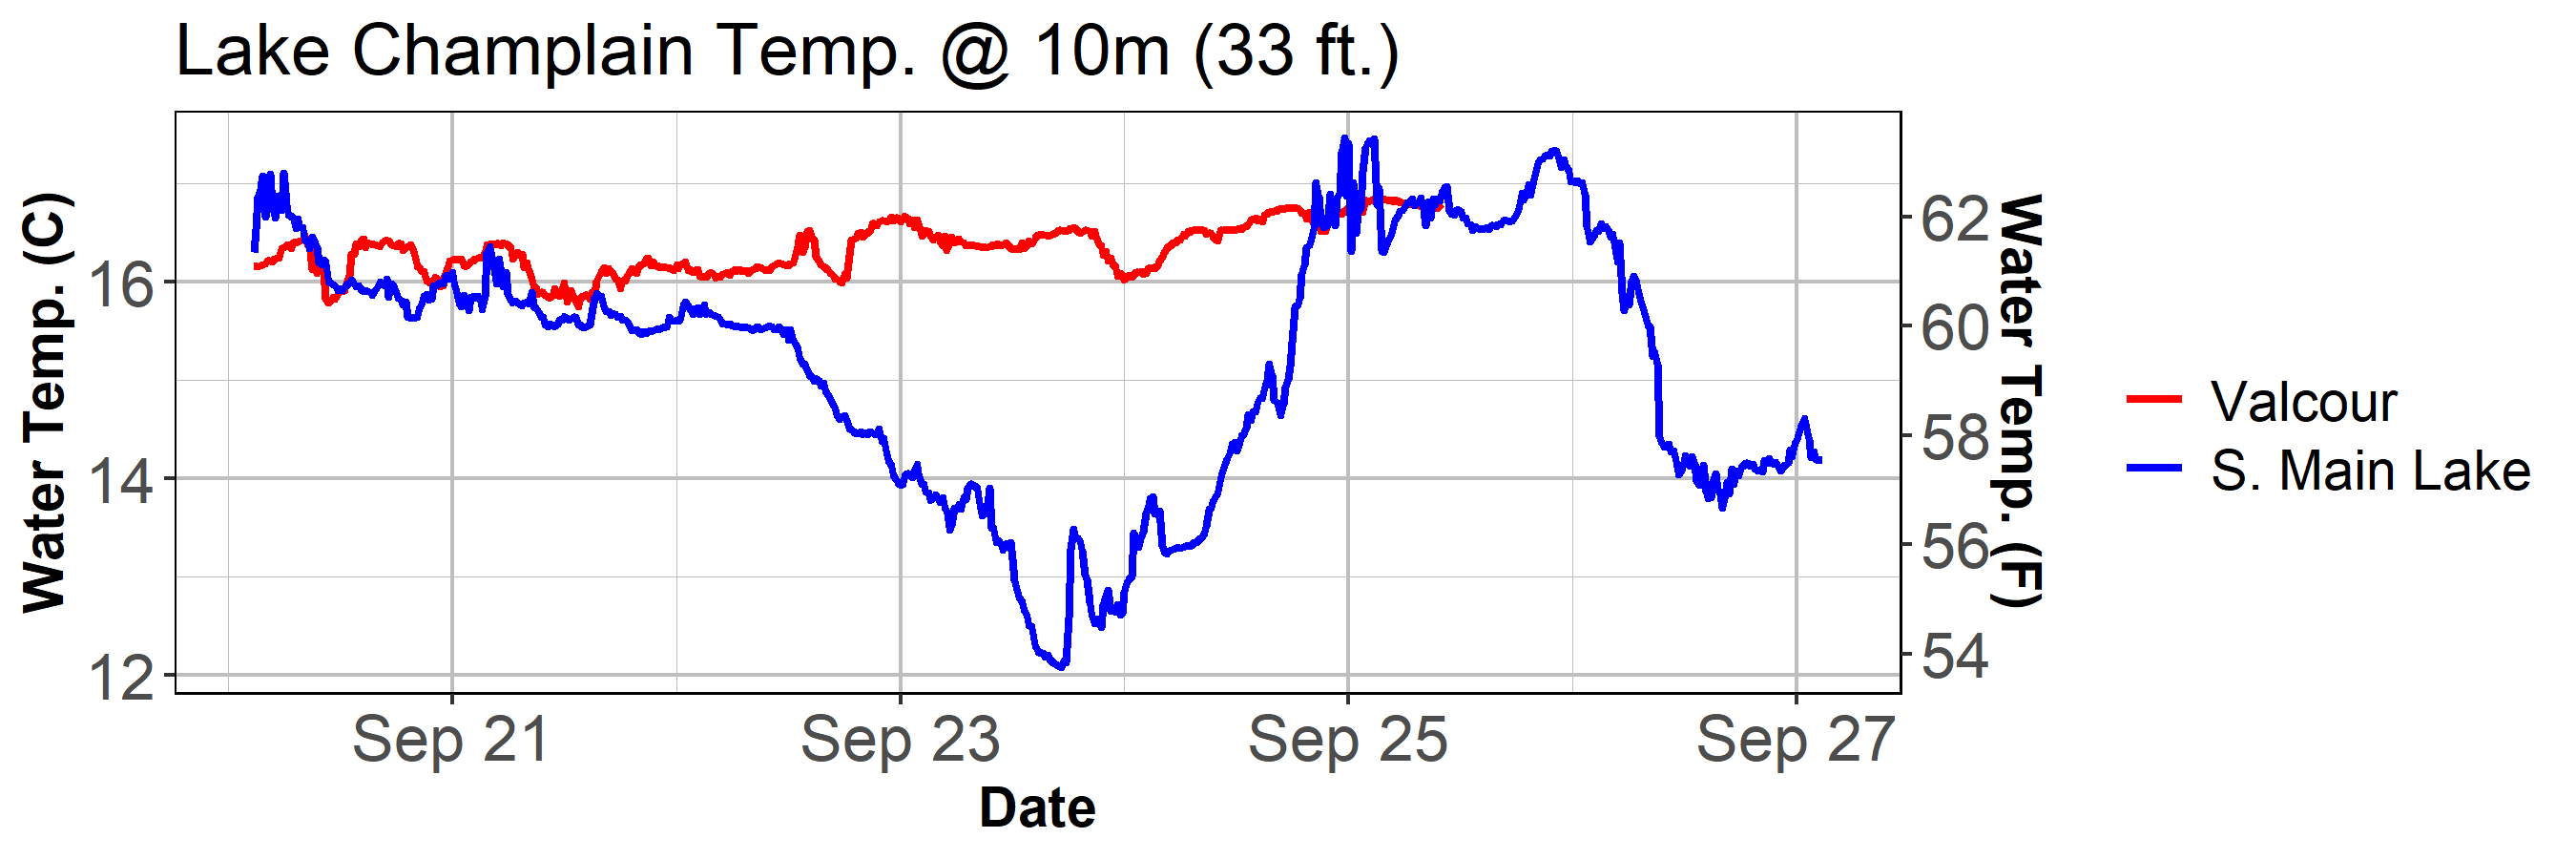 Lake Champlain Temp. @ 10m (33 ft.)
Water Temp. (C)
16
14
12
62
60
58
56
54
Water Temp. (F)
Sep 21
Sep 23
Sep 25
Sep 27
Date
Valcour
S. Main Lake